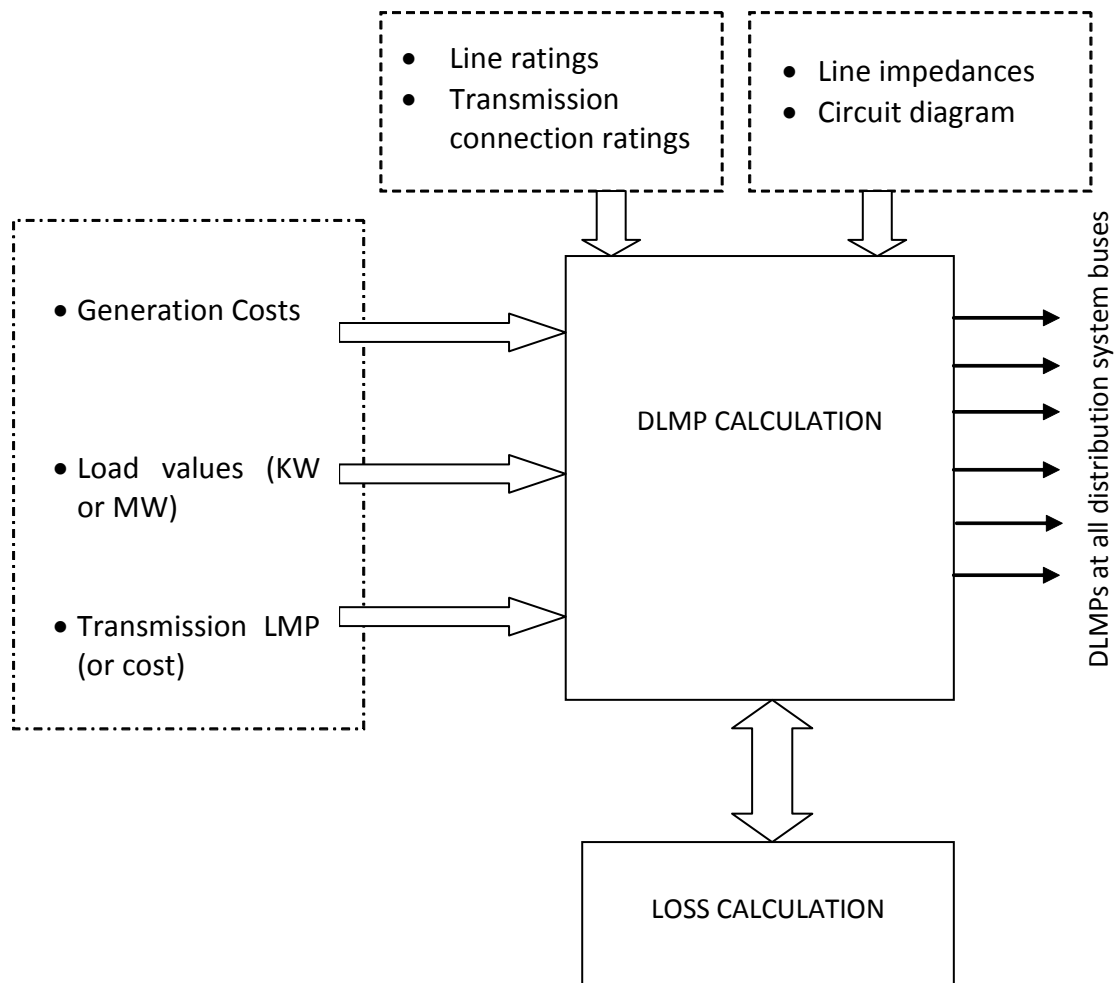 • Line ratings
• Transmission
connection ratings
• Line impedances
• Circuit diagram
• Generation Costs
• Load values (KW
or MW)
• Transmission LMP
(or cost)
DLMP CALCULATION
DLMPs at all distribution system buses
LOSS CALCULATION